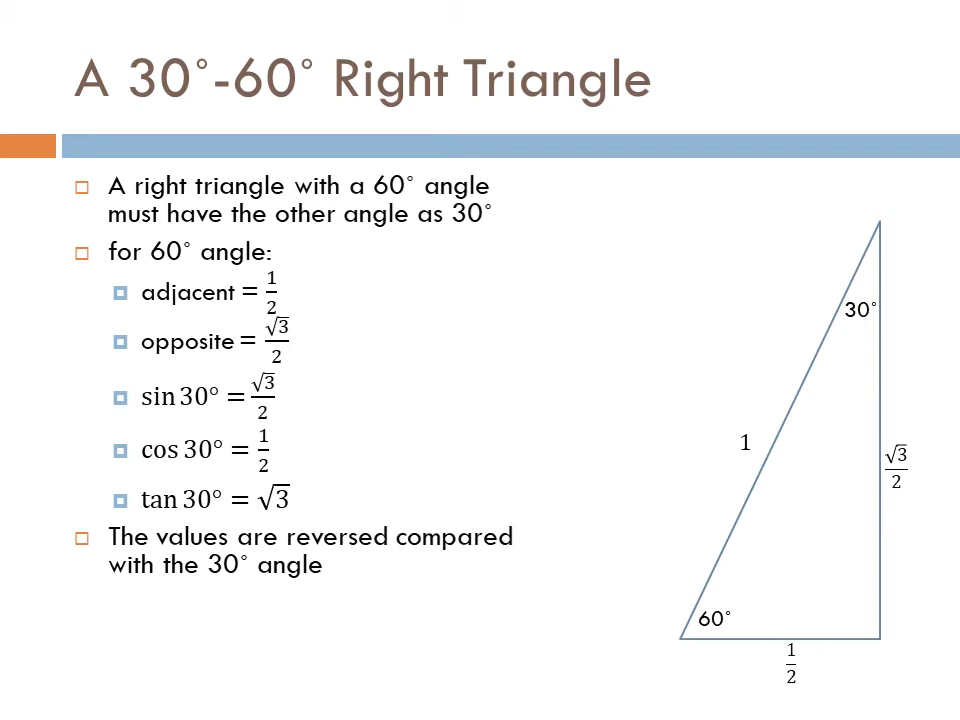 A 30˚-60˚ Right Triangle
A right triangle with a 60˚ angle
must have the other angle as 30˚
for 60˚ angle:
adjacent = 1/2
opposite = √3/2
sin 30° = √3/2
cos 30° = 1/2
tan 30° = √3
The values are reversed compared
with the 30˚ angle
30˚
1
√3/2
60˚
1/2